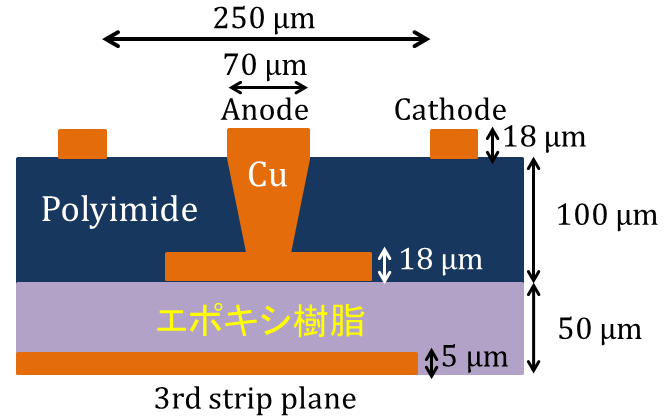 250 μm
70 μm
Anode
Cathode
18 μm
Cu
Polyimide
100 μm
18 μm
エポキシ樹脂
50 μm
5 μm
3rd strip plane